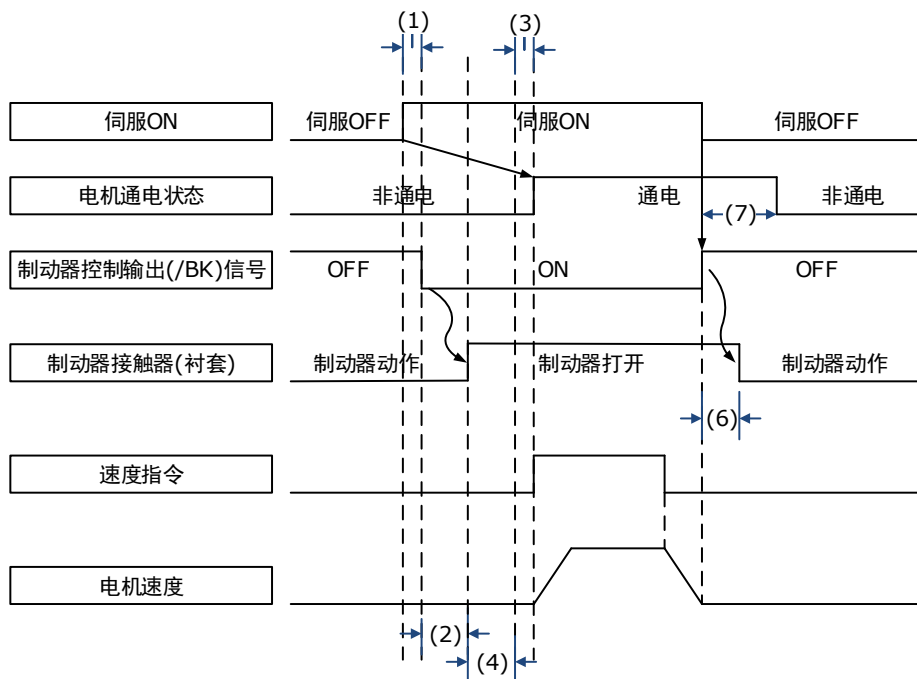 (1) (3)
伺服ON 伺服OFF 伺服ON 伺服OFF
电机通电状态 非通电 通电 (7) 非通电
制动器控制输出(/BK)信号 OFF ON OFF
制动器接触器(衬套) 制动器动作 制动器打开 制动器动作
(6)
速度指令
电机速度
(2) (4)